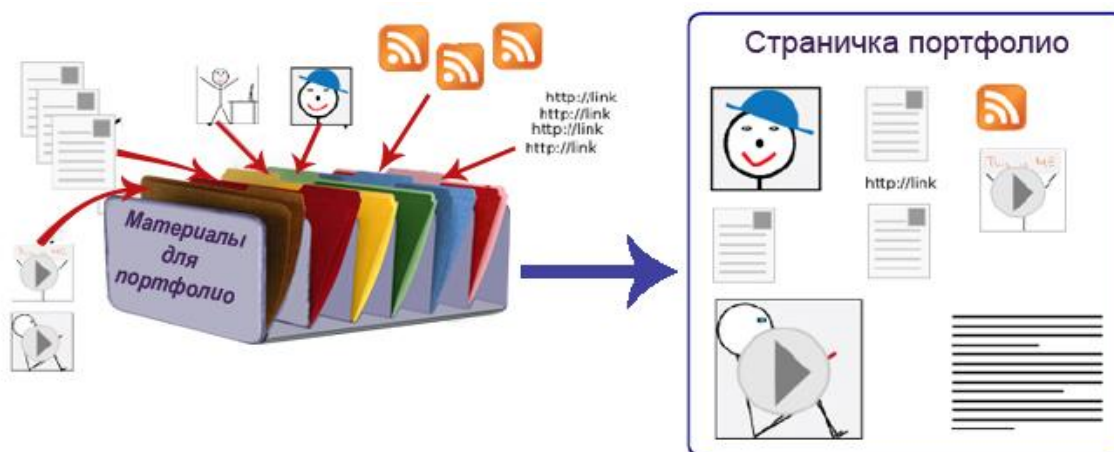 http://link
http://link
http://link
http://link
Материалы
для
портфолио
Страничка портфолио
http://link